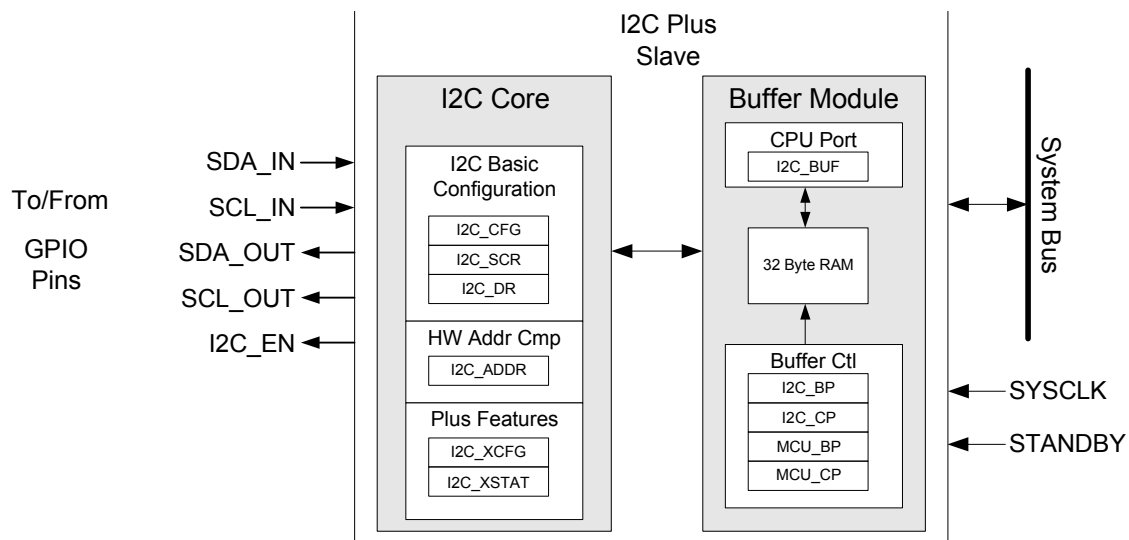 I2C Plus
Slave
I2C Core
Buffer Module
I2C Basic
Configuration
I2C_CFG
I2C_SCR
I2C_DR
HW Addr Cmp
I2C_ADDR
Plus Features
I2C_XCFG
I2C_XSTAT
CPU Port
I2C_BUF
32 Byte RAM
Buffer Ctl
I2C_BP
I2C_CP
MCU_BP
MCU_CP
To/From
GPIO
Pins
SDA_IN
SCL_IN
SDA_OUT
SCL_OUT
I2C_EN
System Bus
SYSCLK
STANDBY